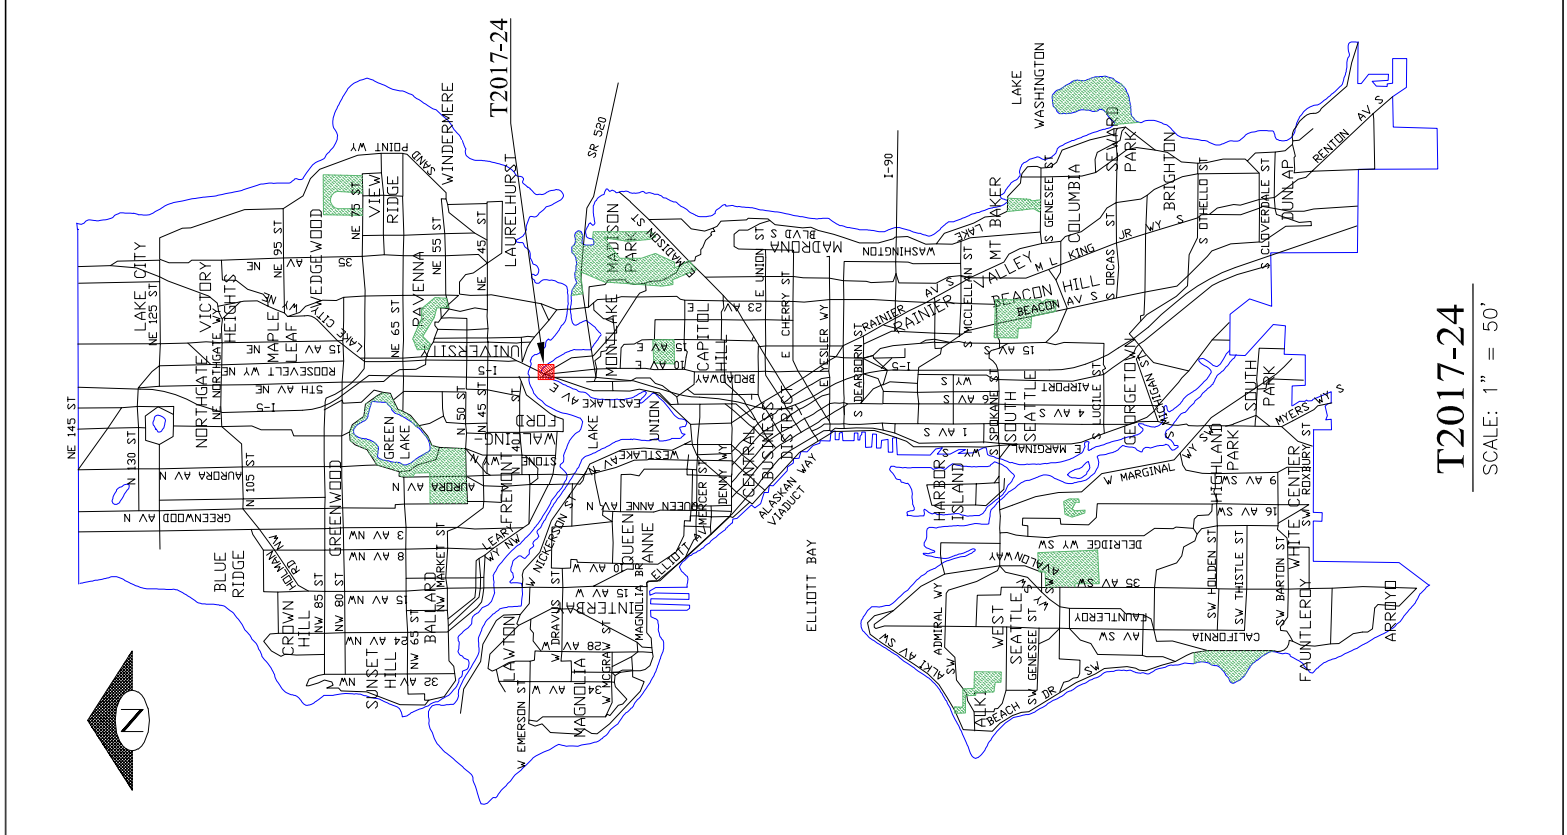 T2017-24
LAKE
WASHINGTON
SR 520
I-90
NE 145 ST
LAKE CITY
NE 125 ST
VICTORY
HEIGHTS
NE NORTHGATE WY
NORTHGATE
MAPLE
LEAF
LAKE CITY WY NE
NE 95 ST
WEDGEWOOD
35 AV NE
15 AV NE
ROOSEVELT WY NE
5TH AV NE
I-5
SAND
POINT WY
NE 75 ST
VIEW
RIDGE
WINDERMERE
NE 65 ST
RAVENNA
NE 55 ST
NE 45 ST
LAURELHURST
UNIVERSITY
I-5
N 130 ST
AURORA AV N
GREENWOOD AV N
N 105 ST
GREENWOOD
GREEN
LAKE
AURORA AV N
N 50 ST
N 45 ST
WALLINGFORD
N 40 ST
STONE WY N
FREMONT
LEARY
WY NW
3 AV NW
8 AV NW
15 AV NW
24 AV NW
32 AV NW
HOLMAN
RD
NW
BLUE
RIDGE
CROWN
HILL
NW 85 ST
NW 80 ST
NW 65 ST
NW MARKET ST
BALLARD
SUNSET
HILL
N
LAWTON
W EMERSON ST
W DRAVUS ST
MAGNOLIA
34 AV W
28 AV W
W MCGRAW ST
MAGNOLIA BR
INTERBAY
15 AV W
10 AV W
W NICKERSON ST
QUEEN
ANNE
QUEEN ANNE AV N
ELLIOTT AV
MERCER ST
DENNY WY
WESTLAKE AV N
LAKE
UNION
EASTLAKE AV E
MADISON
PARK
MONTLAKE
E MADISON ST
23 AV E
15 AV E
10 AV E
CAPITOL
HILL
BROADWAY
E UNION ST
E CHERRY ST
E YESLER WY
MADRONA
LAKE
WASHINGTON
BLVD S
CENTRAL
BUSINESS
DISTRICT
ALASKAN WAY
VIADUCT
ELLIOTT BAY
S DEARBORN ST
RAINIER
AV S
RAINIER
VALLEY
MT BAKER
S MCCLELLAN ST
BEACON HILL
BEACON AV S
15 AV S
I-5
AIRPORT
WY S
6 AV S
4 AV S
1 AV S
S SPOKANE ST
SOUTH
SEATTLE
E MARGINAL
WY S
S LUCILE ST
GEORGETOWN
S MICHIGAN ST
S GENESEE ST
COLUMBIA
M L KING
JR WY S
S ORCAS ST
SEWARD
PARK
BRIGHTON
S OTHELLO ST
S CLOVERDALE ST
DUNLAP
RENTON AV S
HARBOR
ISLAND
W MARGINAL WY SW
HIGHLAND
PARK
SOUTH
PARK
MYERS WY S
9 AV SW
16 AV SW
SW ROXBURY ST
WHITE CENTER
DELRIDGE WY SW
AVALON WAY
SW
35 AV SW
SW HOLDEN ST
SW THISTLE ST
SW BARTON ST
FAUNTLEROY
WY SW
CALIFORNIA
AV SW
FAUNTLEROY
ARROYO
ADMIRAL WY
SW
ALKI AV SW
WEST
SEATTLE
SW GENESEE ST
ALKI
BEACH DR SW
T2017-24
SCALE: 1" = 50'